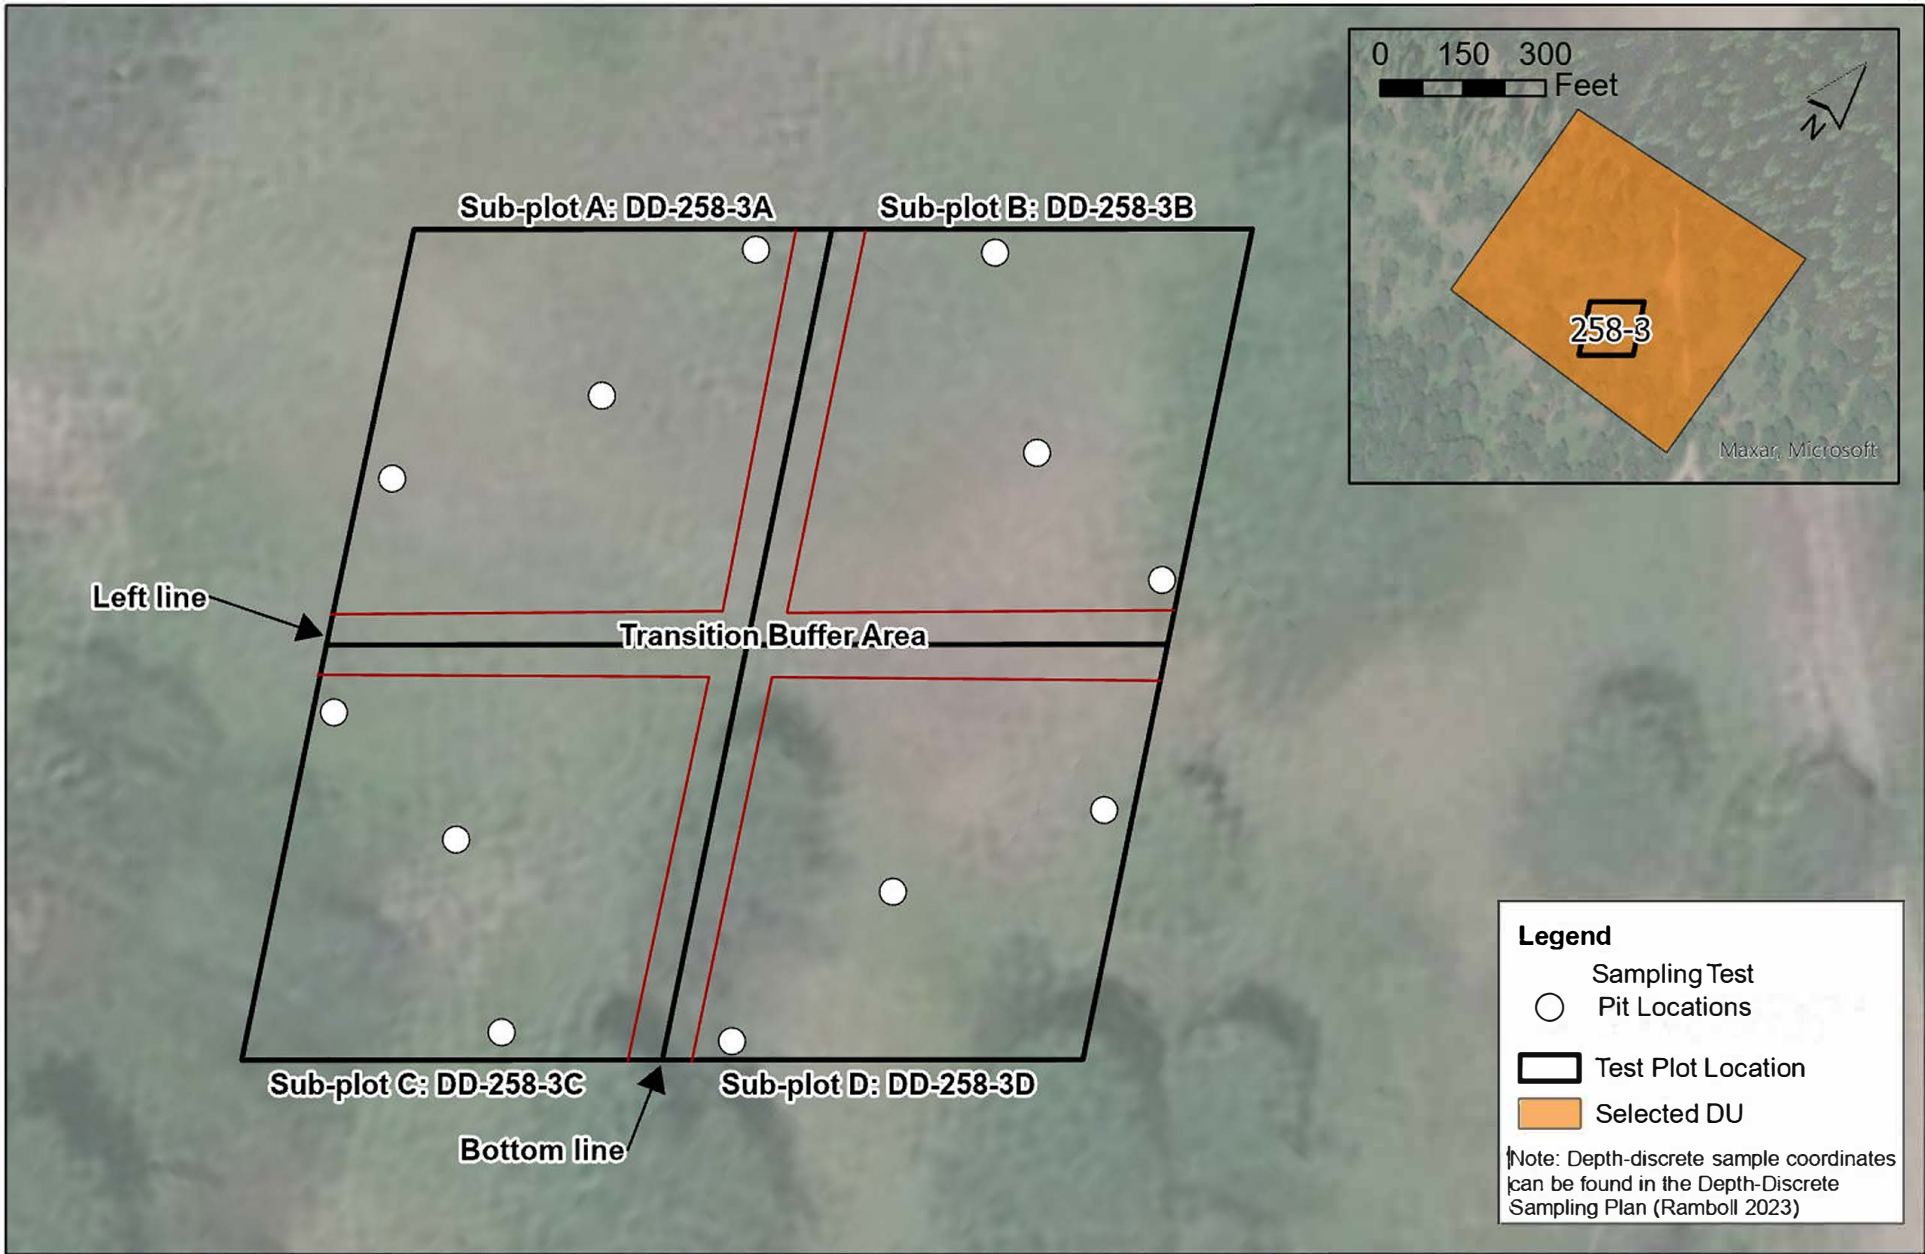 0 150 300
Feet
N
258-3
Maxar, Microsoft
Sub-plot A: DD-258-3A
Sub-plot B: DD-258-3B
Left line
Transition Buffer Area
Sub-plot C: DD-258-3C
Sub-plot D: DD-258-3D
Bottom line
Legend
Sampling Test
Pit Locations
Test Plot Location
Selected DU
Note: Depth-discrete sample coordinates
can be found in the Depth-Discrete
Sampling Plan (Ramboll 2023)